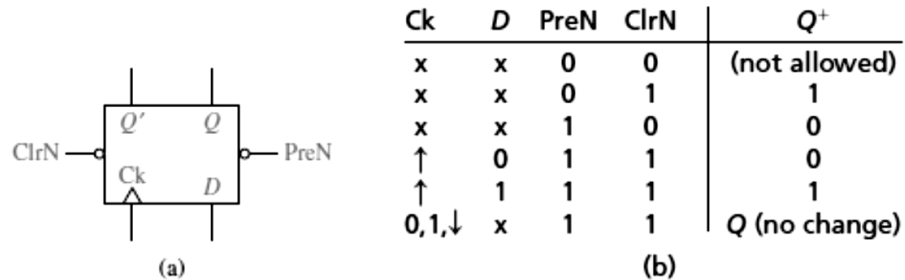 Q′ Q
ClrN PreN
Ck D
(a)
Ck D PreN ClrN Q⁺
x x 0 0 (not allowed)
x x 0 1 1
x x 1 0 0
↑ 0 1 1 0
↑ 1 1 1 1
0,1,↓ x 1 1 Q (no change)
(b)